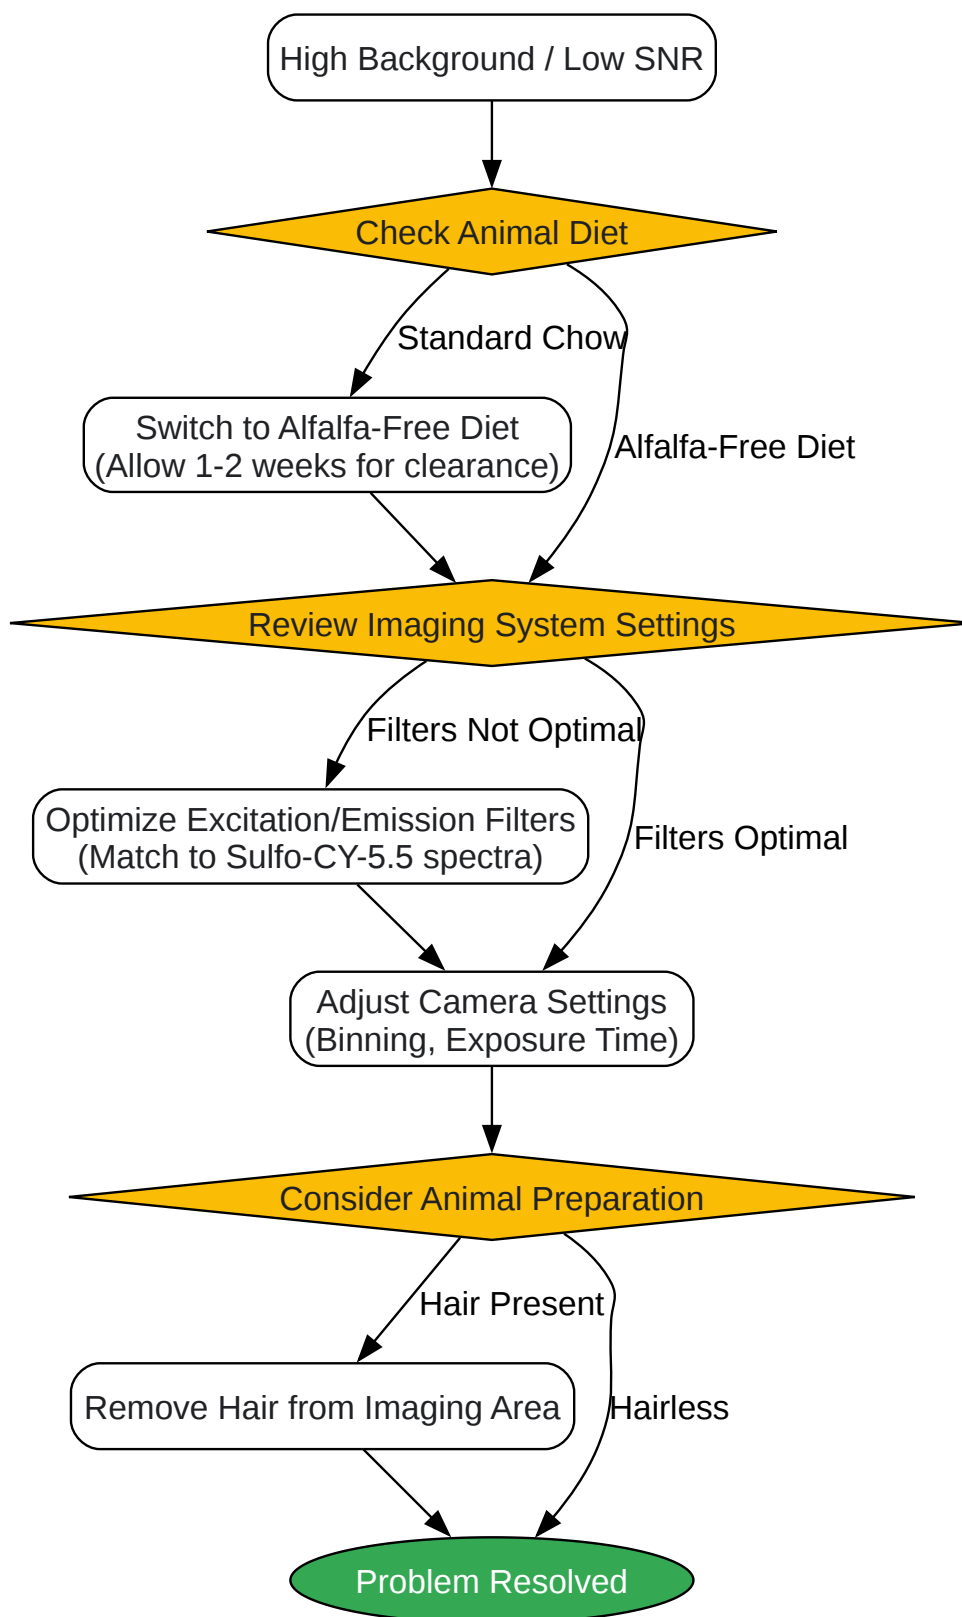 High Background / Low SNR
Check Animal Diet
Standard Chow
Switch to Alfalfa-Free Diet
(Allow 1-2 weeks for clearance)
Alfalfa-Free Diet
Review Imaging System Settings
Filters Not Optimal
Optimize Excitation/Emission Filters
(Match to Sulfo-CY-5.5 spectra)
Filters Optimal
Adjust Camera Settings
(Binning, Exposure Time)
Consider Animal Preparation
Hair Present
Remove Hair from Imaging Area
Hairless
Problem Resolved